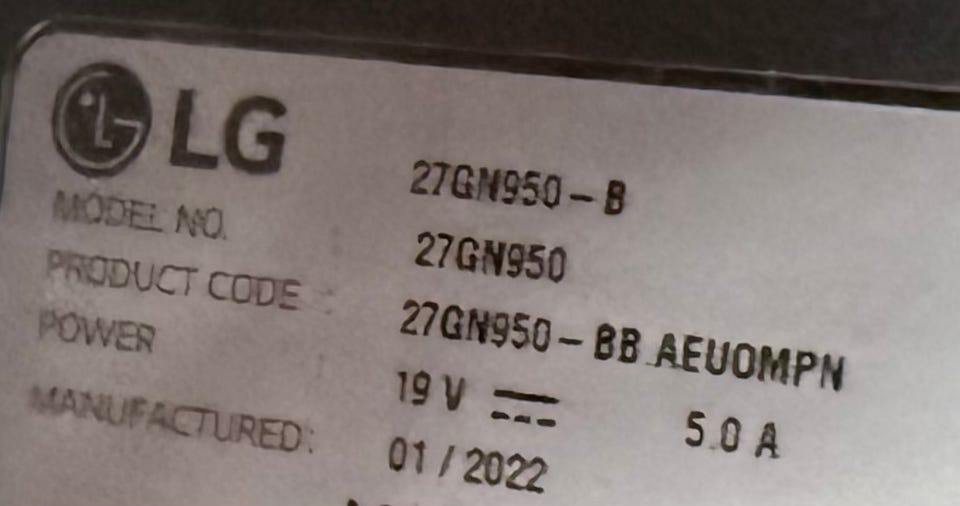 LG
27GN950-B
MODEL NO. 27GN950
PRODUCT CODE : 27GN950-BB.AEUOMPN
POWER 19 V ⎓ 5.0 A
MANUFACTURED: 01 / 2022